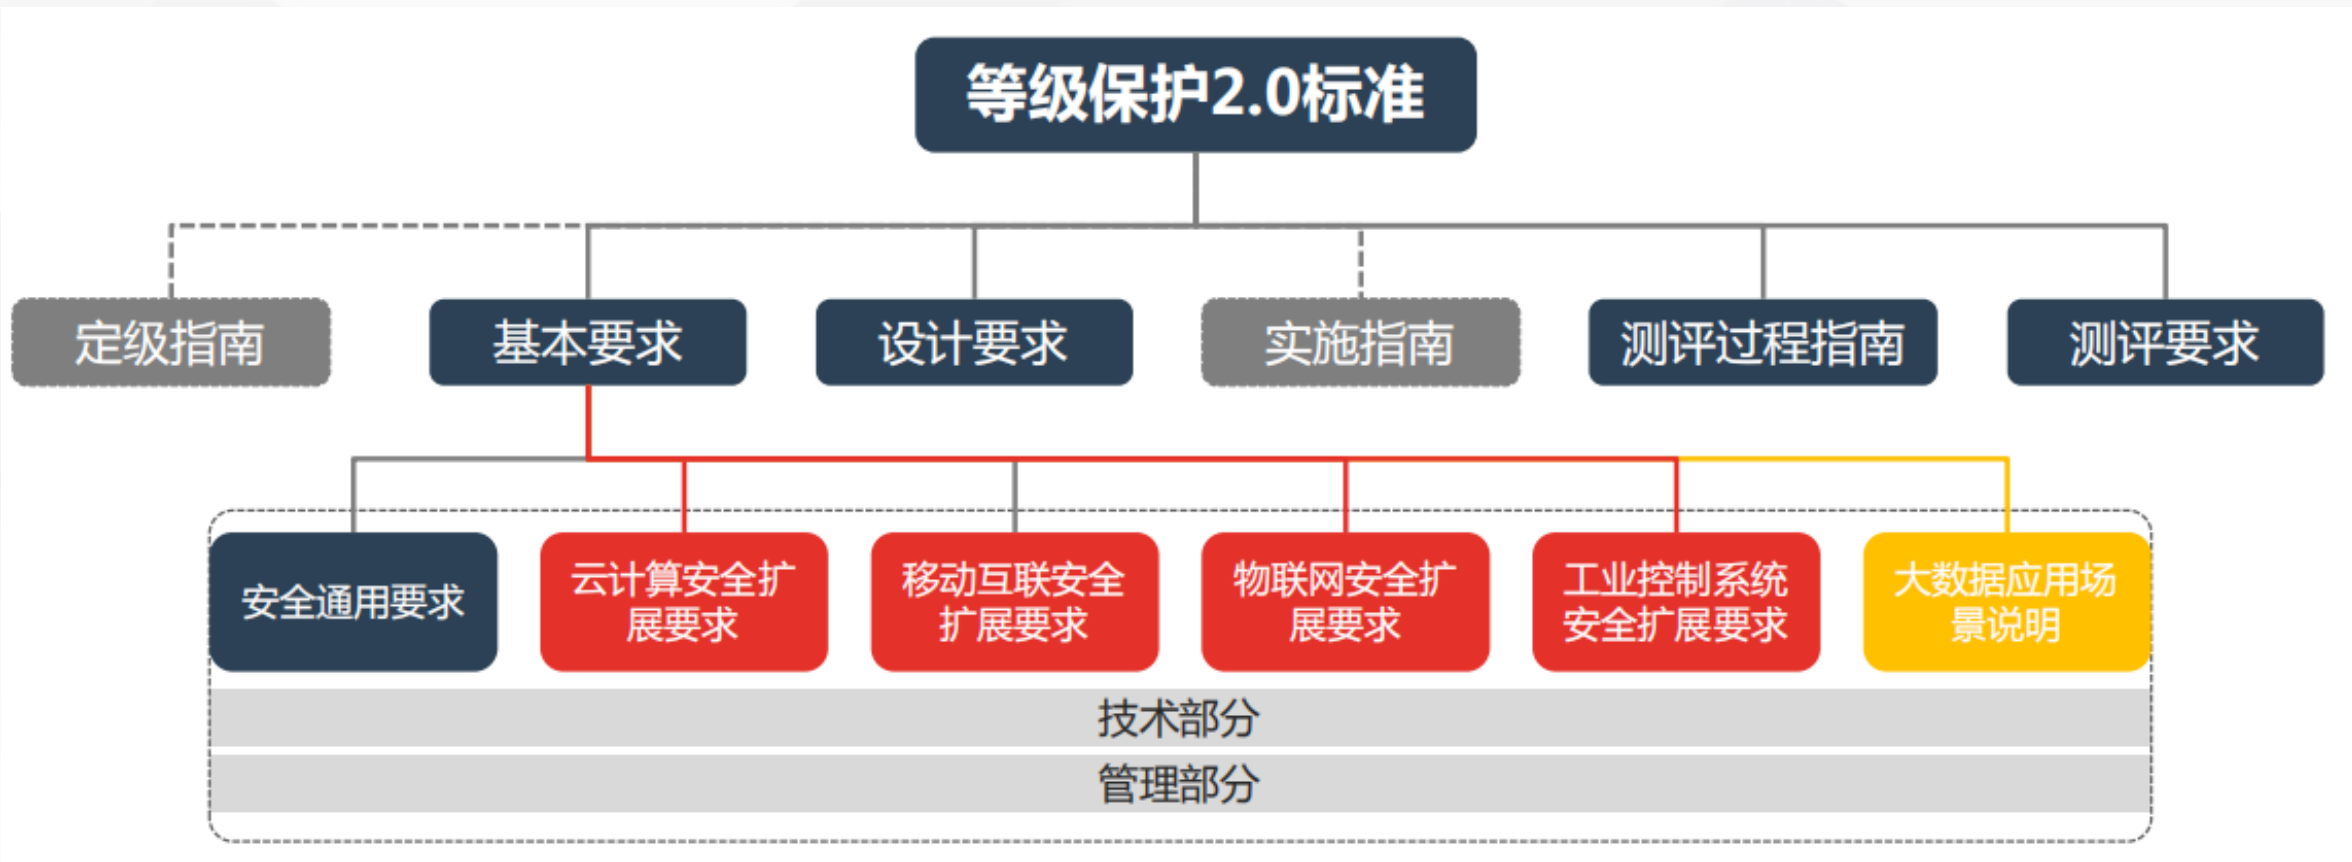 等级保护2.0标准
定级指南
基本要求
设计要求
实施指南
测评过程指南
测评要求
安全通用要求
云计算安全扩
展要求
移动互联安全
扩展要求
物联网安全扩
展要求
工业控制系统
安全扩展要求
大数据应用场
景说明
技术部分
管理部分